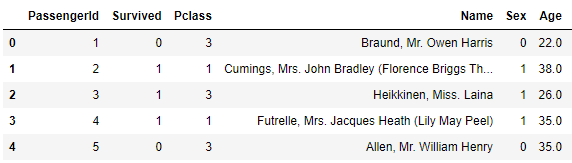 PassengerId Survived Pclass Name Sex Age
0 1 0 3 Braund, Mr. Owen Harris 0 22.0
1 2 1 1 Cumings, Mrs. John Bradley (Florence Briggs Th... 1 38.0
2 3 1 3 Heikkinen, Miss. Laina 1 26.0
3 4 1 1 Futrelle, Mrs. Jacques Heath (Lily May Peel) 1 35.0
4 5 0 3 Allen, Mr. William Henry 0 35.0